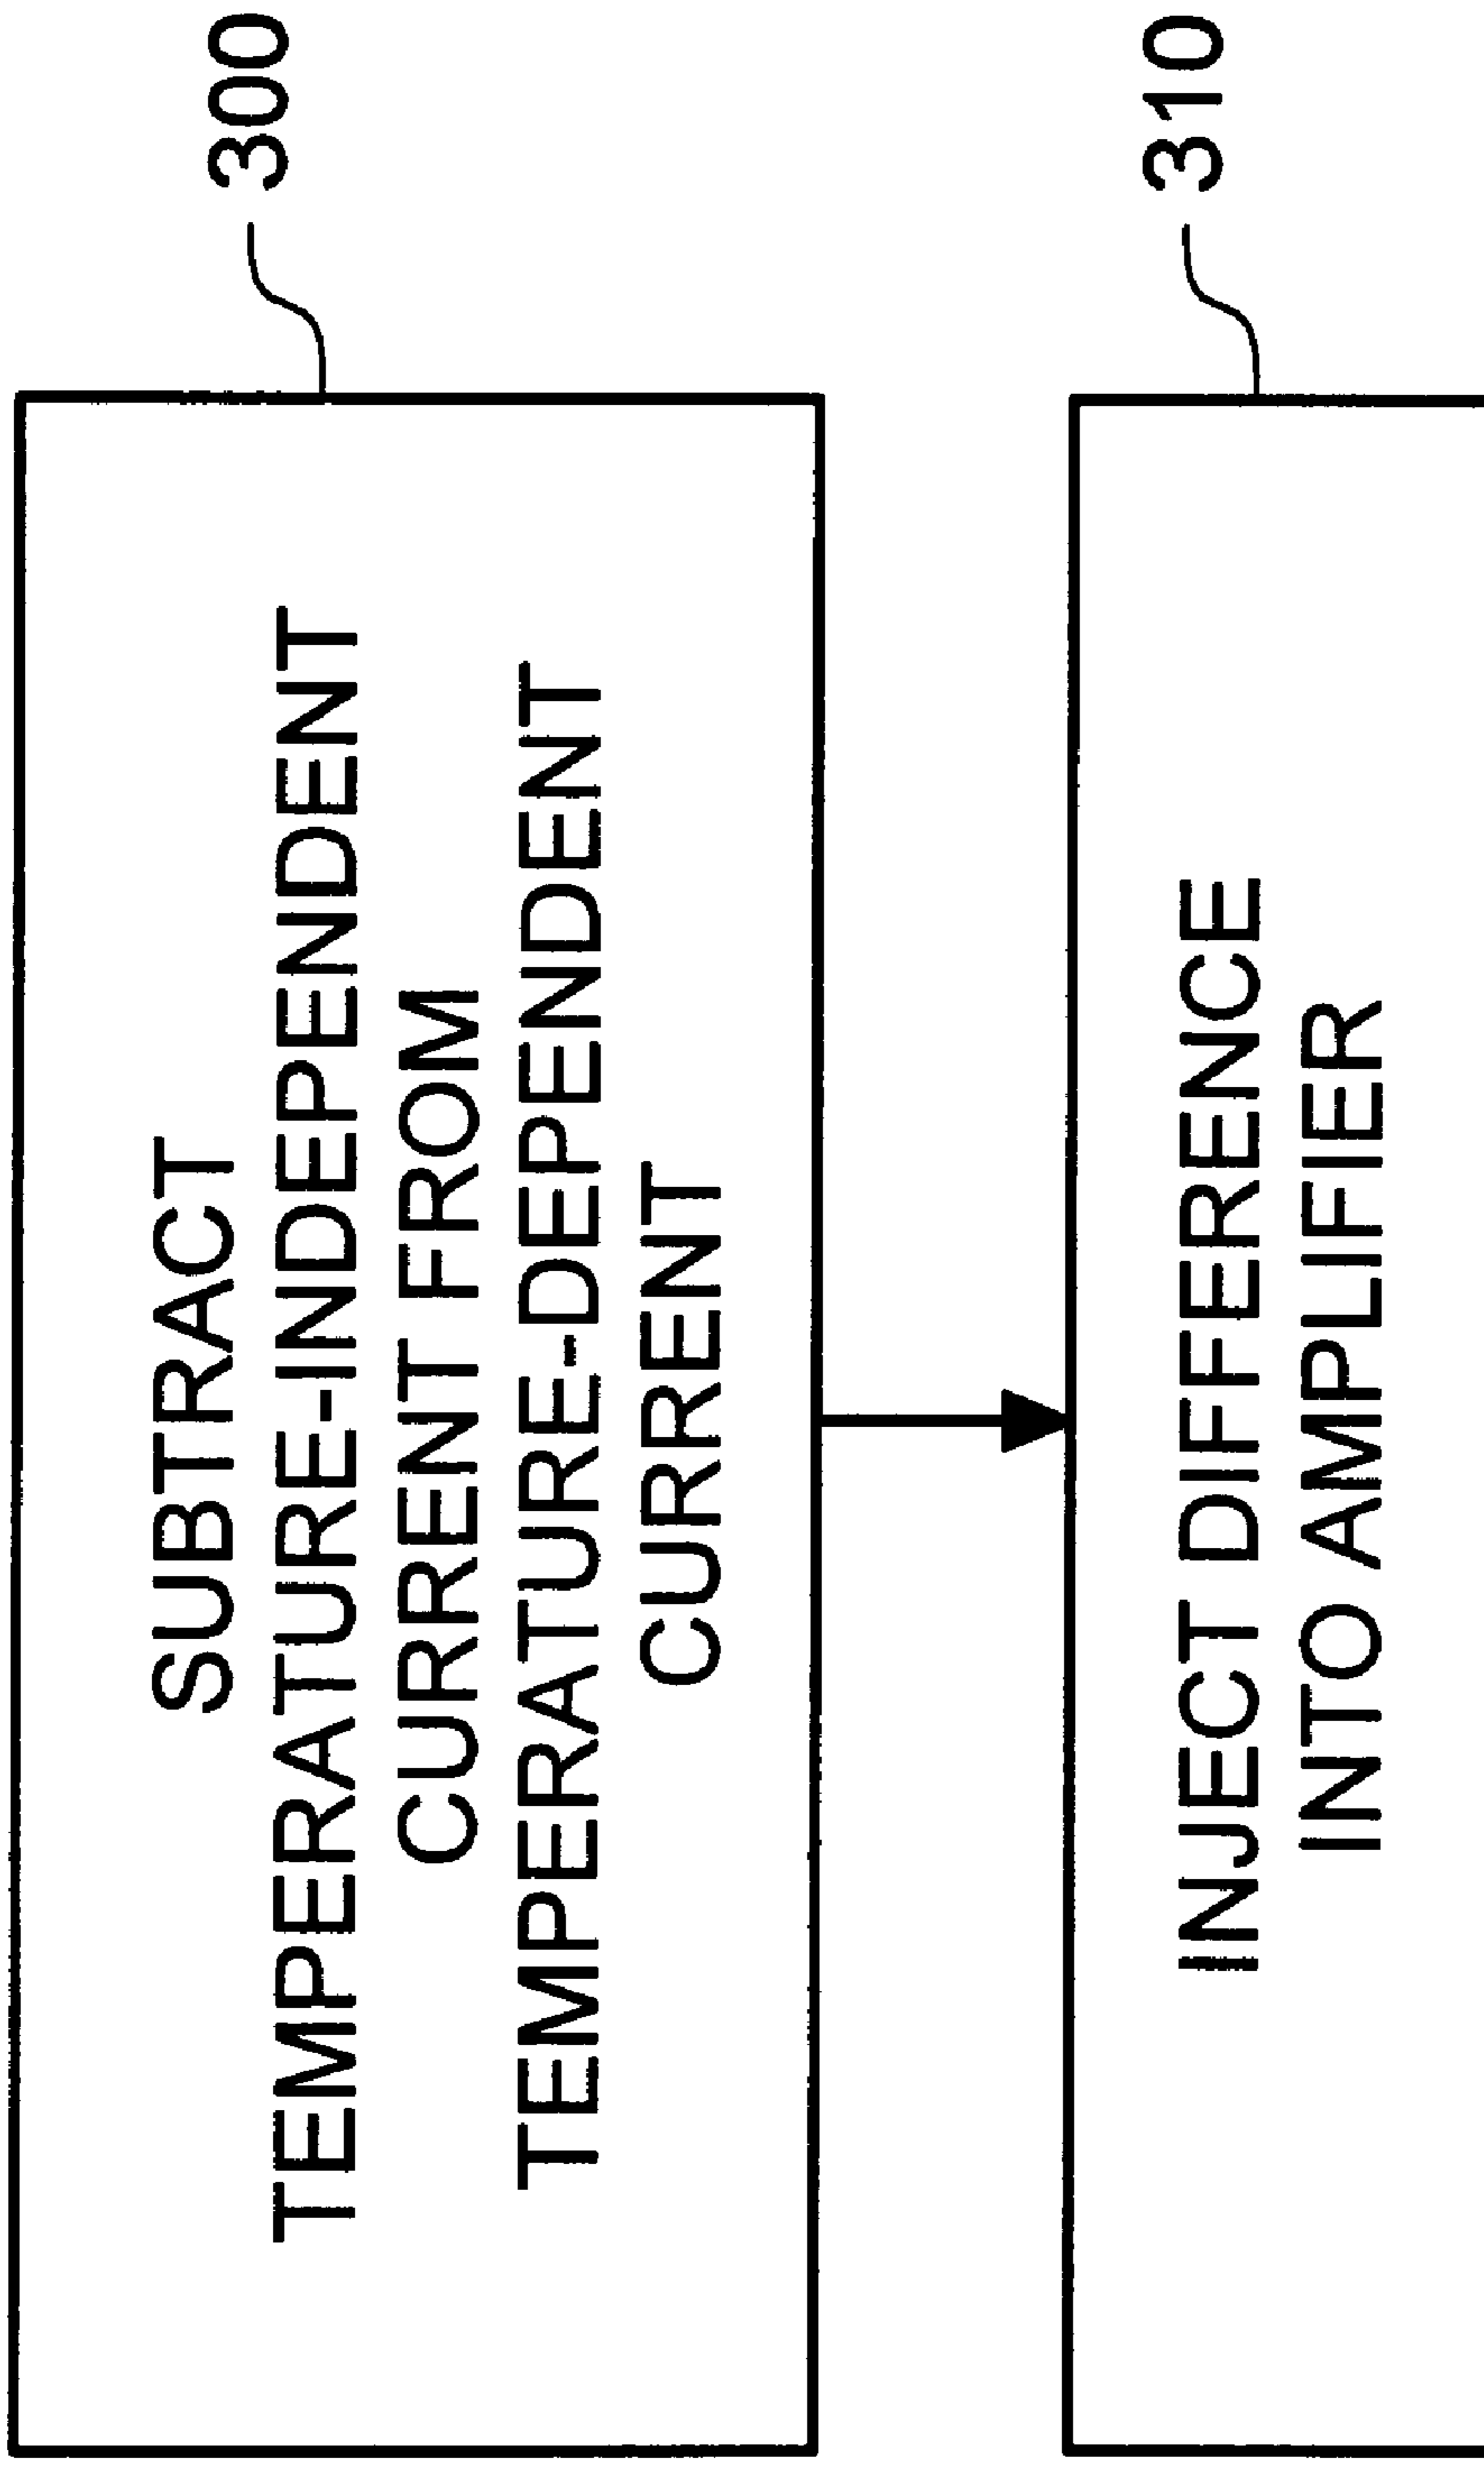 SUBTRACT
TEMPERATURE-INDEPENDENT
CURRENT FROM
TEMPERATURE-DEPENDENT
CURRENT
300
INJECT DIFFERENCE
INTO AMPLIFIER
310